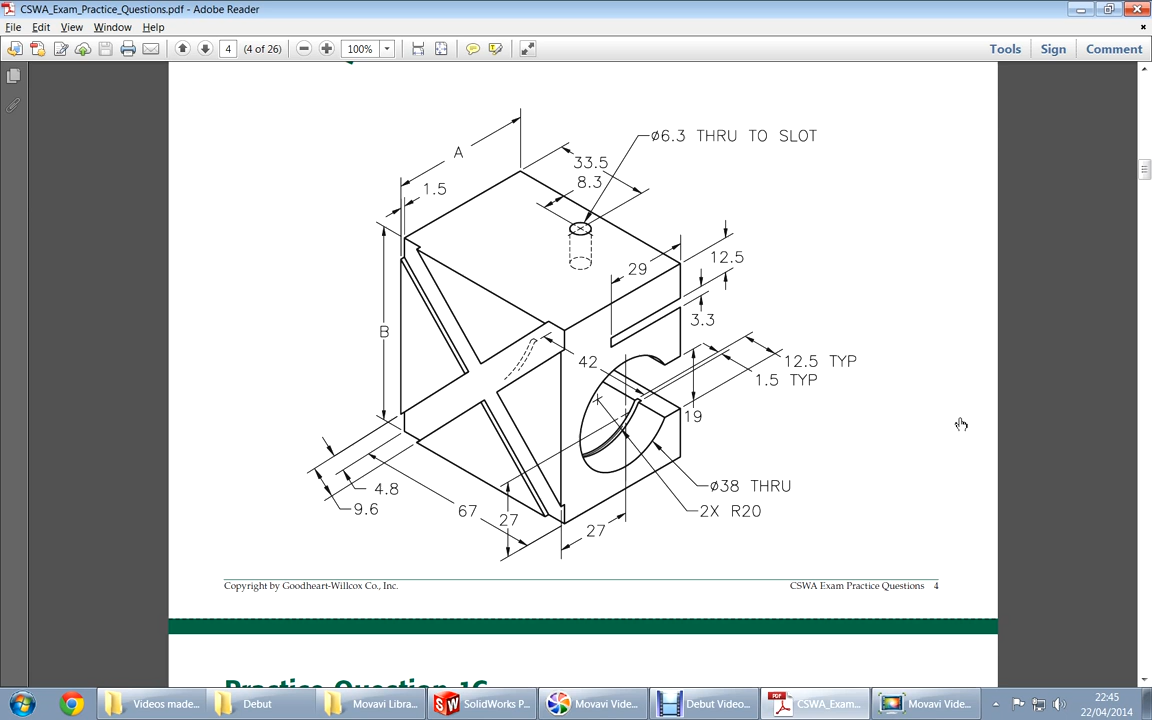 CSWA_Exam_Practice_Questions.pdf - Adobe Reader
File Edit View Window Help
4 (4 of 26) 100% Tools Sign Comment
ø6.3 THRU TO SLOT
A
33.5
1.5
8.3
12.5
29
3.3
B
42
12.5 TYP
1.5 TYP
19
4.8
ø38 THRU
9.6
67
27
2X R20
27
Copyright by Goodheart-Willcox Co., Inc. CSWA Exam Practice Questions 4
Practice Question 1C
Videos made... Debut Movavi Libra... SolidWorks P... Movavi Vide... Debut Video... CSWA_Exam... Movavi Vide...
22:45
22/04/2014